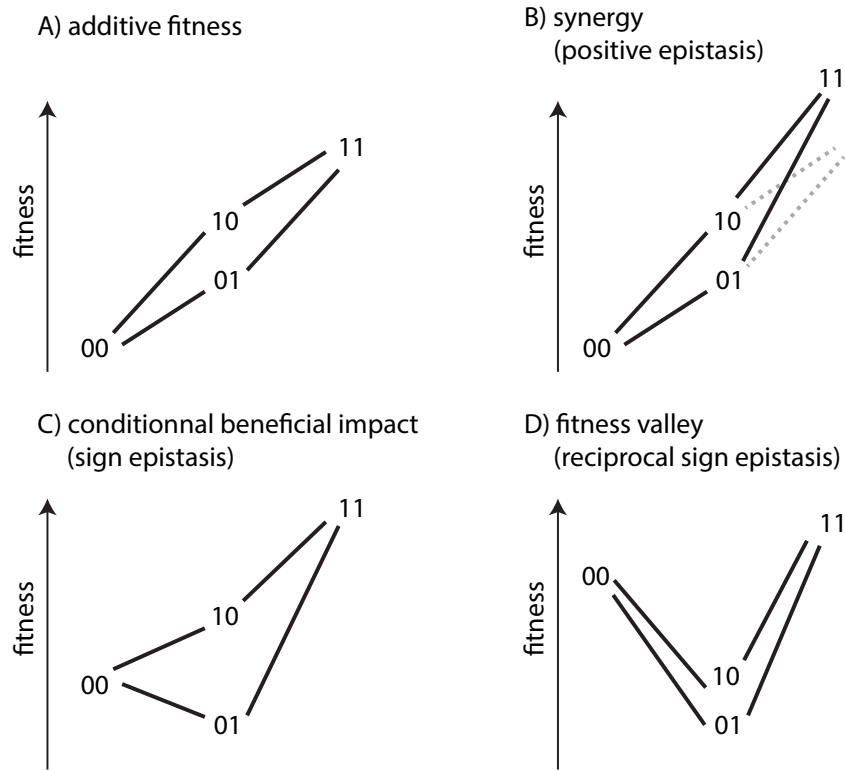 A) additive fitness
fitness
00
10
01
11
B) synergy
(positive epistasis)
fitness
00
10
01
11
C) conditionnal beneficial impact
(sign epistasis)
fitness
00
10
01
11
D) fitness valley
(reciprocal sign epistasis)
fitness
00
10
01
11